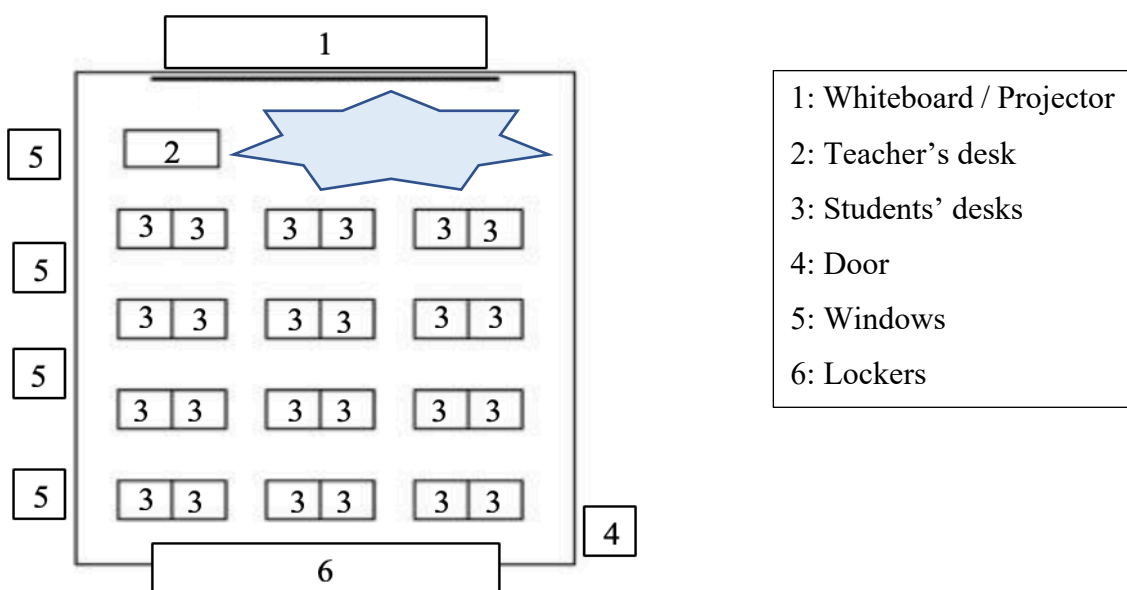 1
1: Whiteboard / Projector
2: Teacher’s desk
3: Students’ desks
4: Door
5: Windows
6: Lockers
5
2
3 3 3 3 3 3
5
3 3 3 3 3 3
5
3 3 3 3 3 3
5
3 3 3 3 3 3
4
6